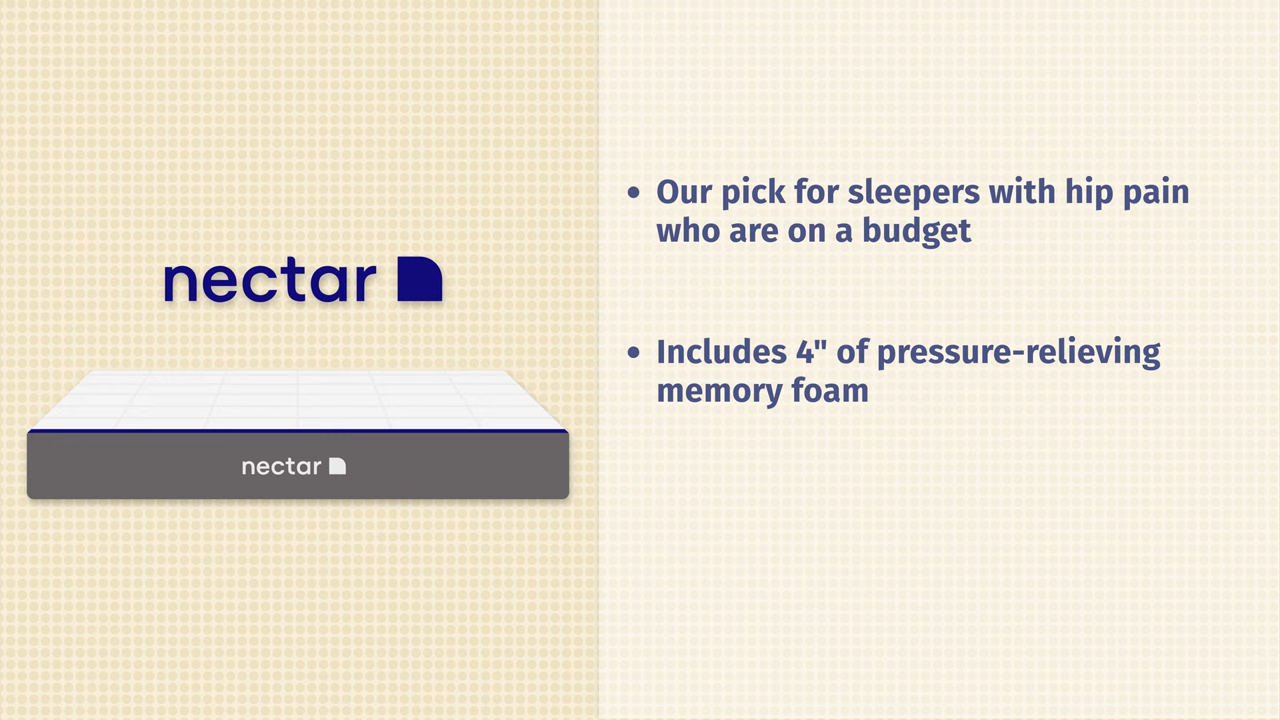 nectar
nectar
• Our pick for sleepers with hip pain
who are on a budget
• Includes 4" of pressure-relieving
memory foam